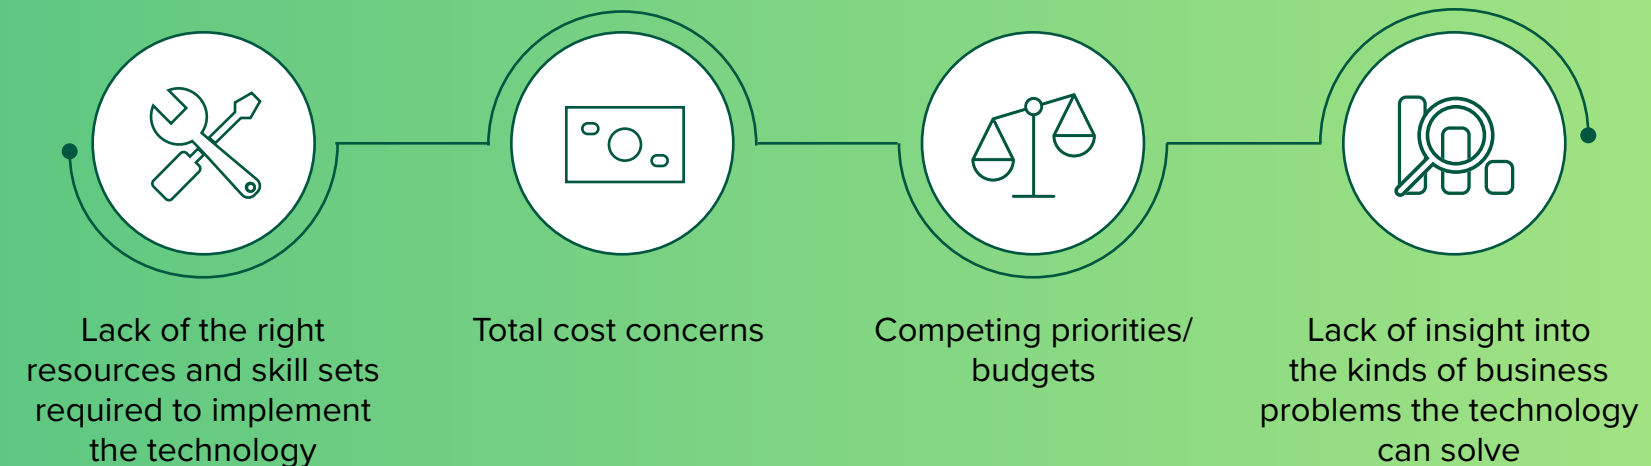 Lack of the right
resources and skill sets
required to implement
the technology
Total cost concerns
Competing priorities/
budgets
Lack of insight into
the kinds of business
problems the technology
can solve